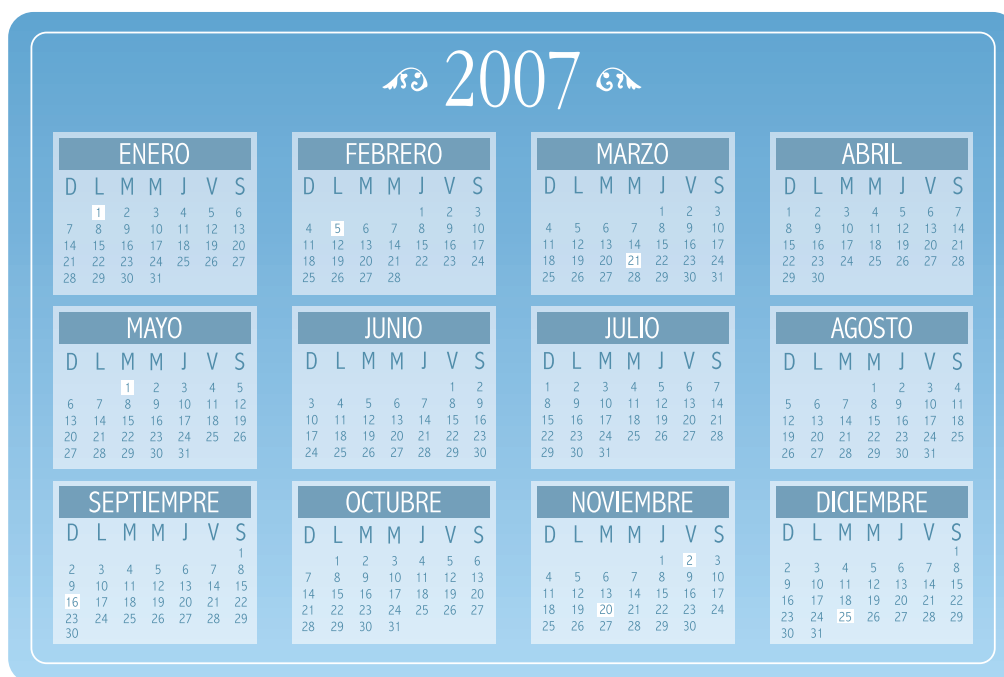 2007
ENERO
D L M M J V S
1 2 3 4 5 6
7 8 9 10 11 12 13
14 15 16 17 18 19 20
21 22 23 24 25 26 27
28 29 30 31
FEBRERO
D L M M J V S
1 2 3
4 5 6 7 8 9 10
11 12 13 14 15 16 17
18 19 20 21 22 23 24
25 26 27 28
MARZO
D L M M J V S
1 2 3
4 5 6 7 8 9 10
11 12 13 14 15 16 17
18 19 20 21 22 23 24
25 26 27 28 29 30 31
ABRIL
D L M M J V S
1 2 3 4 5 6 7
8 9 10 11 12 13 14
15 16 17 18 19 20 21
22 23 24 25 26 27 28
29 30
MAYO
D L M M J V S
1 2 3 4 5
6 7 8 9 10 11 12
13 14 15 16 17 18 19
20 21 22 23 24 25 26
27 28 29 30 31
JUNIO
D L M M J V S
1 2
3 4 5 6 7 8 9
10 11 12 13 14 15 16
17 18 19 20 21 22 23
24 25 26 27 28 29 30
JULIO
D L M M J V S
1 2 3 4 5 6 7
8 9 10 11 12 13 14
15 16 17 18 19 20 21
22 23 24 25 26 27 28
29 30 31
AGOSTO
D L M M J V S
1 2 3 4
5 6 7 8 9 10 11
12 13 14 15 16 17 18
19 20 21 22 23 24 25
26 27 28 29 30 31
SEPTIEMPRE
D L M M J V S
1
2 3 4 5 6 7 8
9 10 11 12 13 14 15
16 17 18 19 20 21 22
23 24 25 26 27 28 29
30
OCTUBRE
D L M M J V S
1 2 3 4 5 6
7 8 9 10 11 12 13
14 15 16 17 18 19 20
21 22 23 24 25 26 27
28 29 30 31
NOVIEMBRE
D L M M J V S
1 2 3
4 5 6 7 8 9 10
11 12 13 14 15 16 17
18 19 20 21 22 23 24
25 26 27 28 29 30
DICIEMBRE
D L M M J V S
1
2 3 4 5 6 7 8
9 10 11 12 13 14 15
16 17 18 19 20 21 22
23 24 25 26 27 28 29
30 31